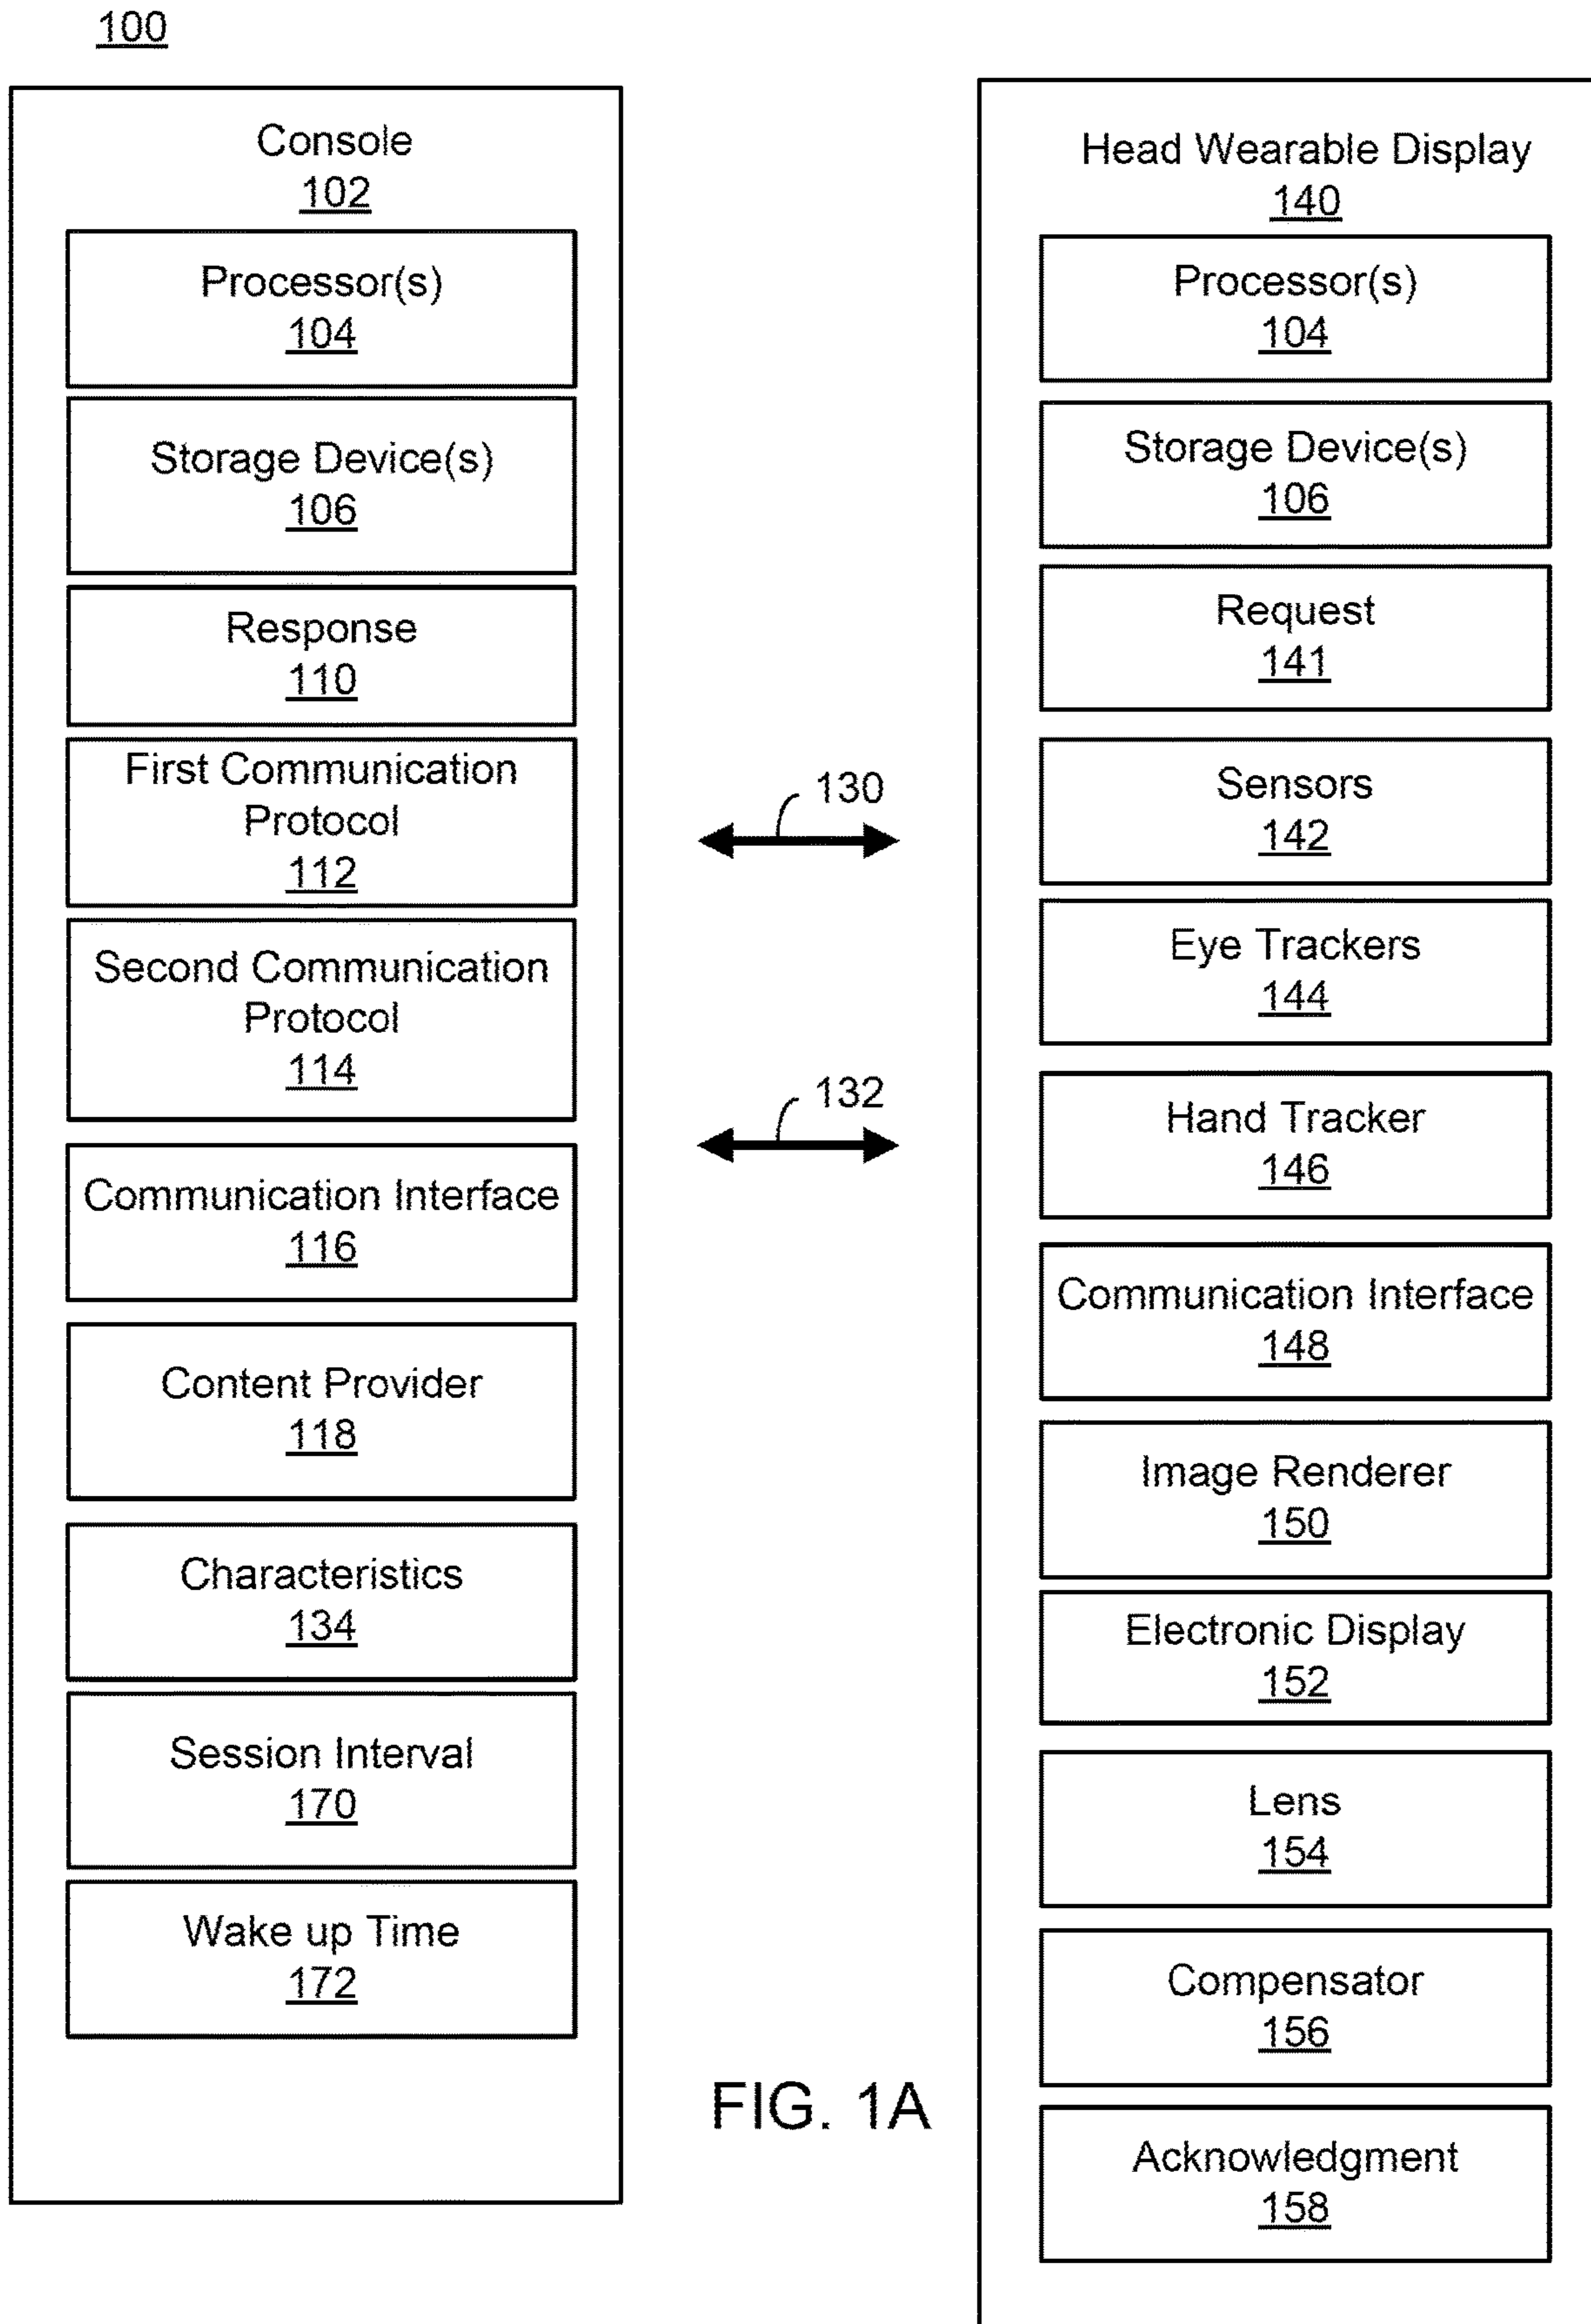 100
Console
102
Processor(s)
104
Storage Device(s)
106
Response
110
First Communication
Protocol
112
Second Communication
Protocol
114
Communication Interface
116
Content Provider
118
Characteristics
134
Session Interval
170
Wake up Time
172
130
132
Head Wearable Display
140
Processor(s)
104
Storage Device(s)
106
Request
141
Sensors
142
Eye Trackers
144
Hand Tracker
146
Communication Interface
148
Image Renderer
150
Electronic Display
152
Lens
154
Compensator
156
Acknowledgment
158
FIG. 1A